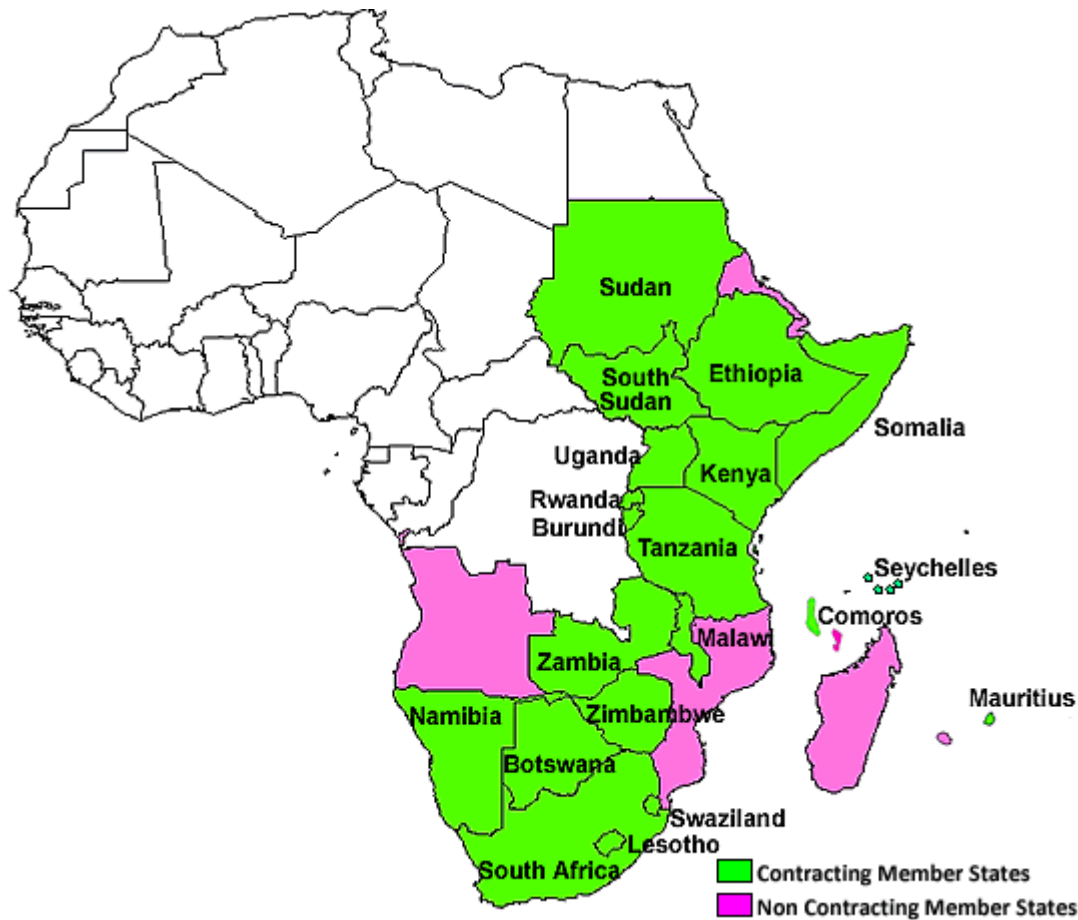 Sudan
South
Sudan
Ethiopia
Somalia
Uganda
Kenya
Rwanda
Burundi
Tanzania
Seychelles
Comoros
Malawi
Zambia
Mauritius
Namibia
Zimbambwe
Botswana
Swaziland
Lesotho
South Africa
Contracting Member States
Non Contracting Member States